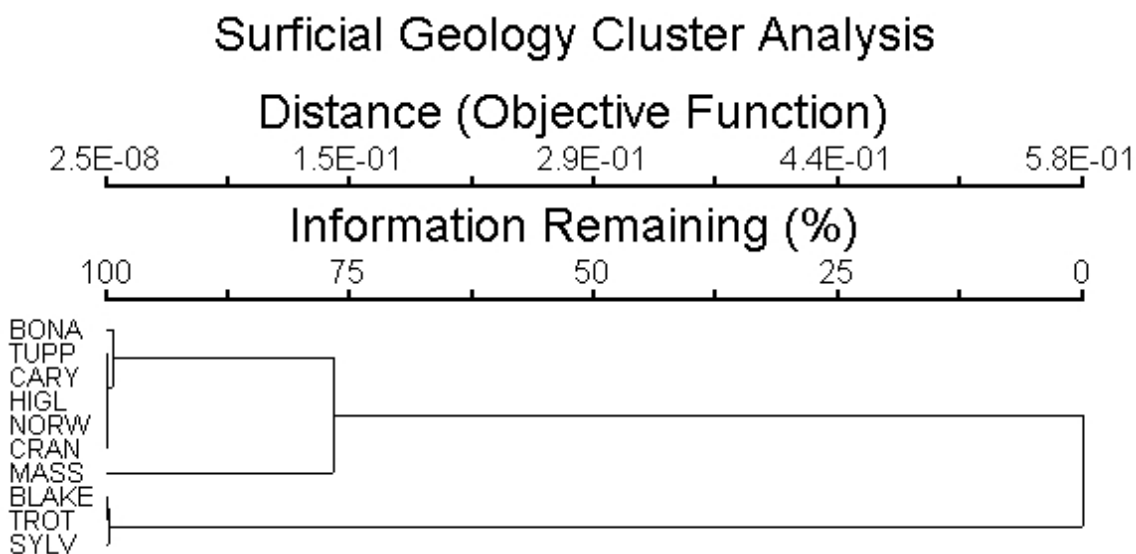 Surficial Geology Cluster Analysis
Distance (Objective Function)
2.5E-08 1.5E-01 2.9E-01 4.4E-01 5.8E-01
Information Remaining (%)
100 75 50 25 0
BONA
TUPP
CARY
HIGL
NORW
CRAN
MASS
BLAKE
TROT
SYLV